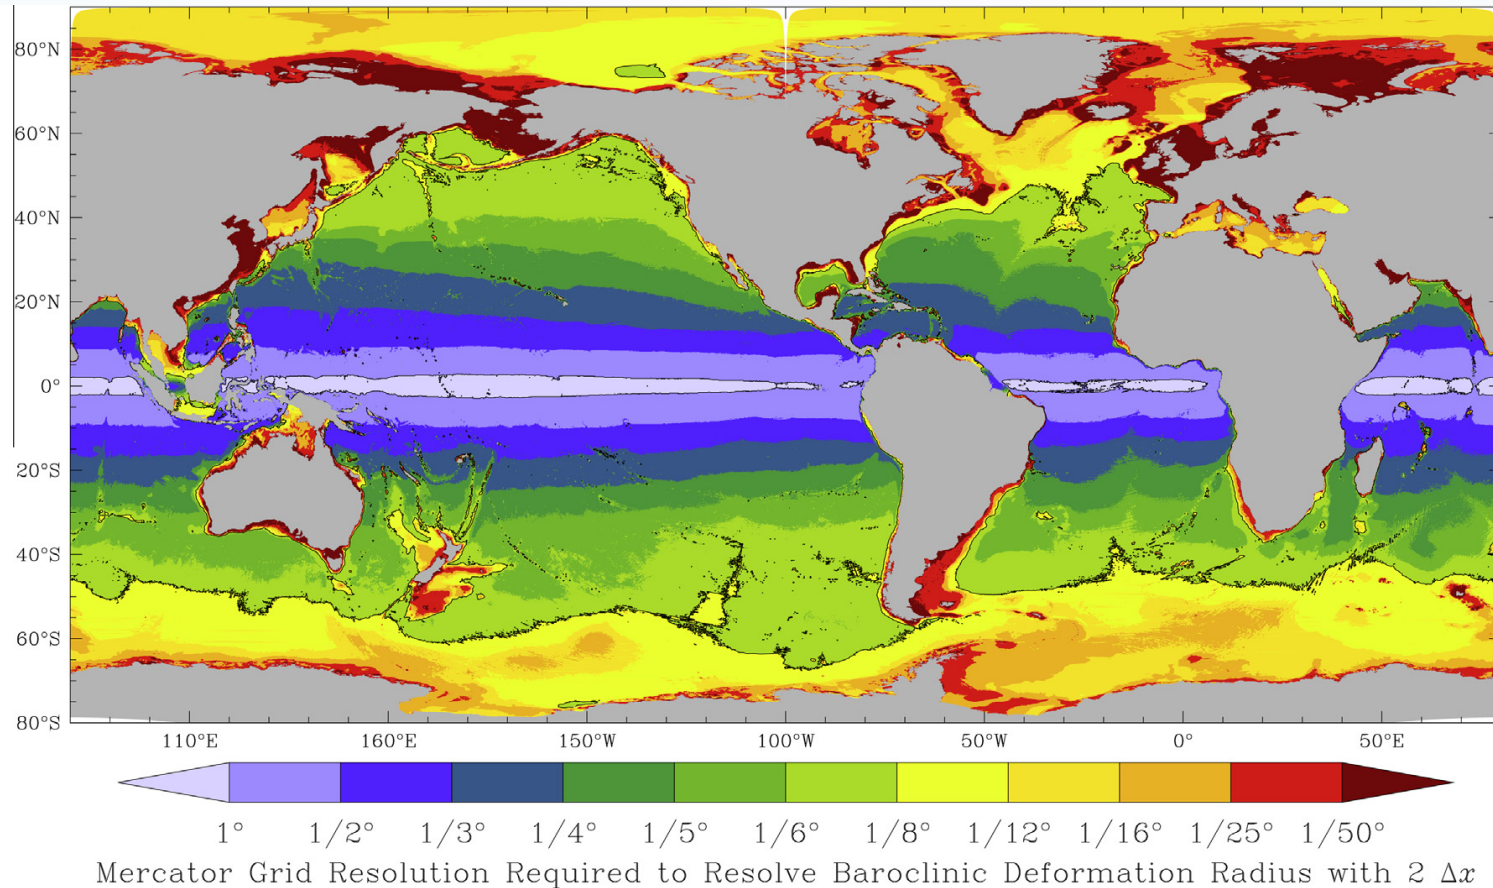 80°N
60°N
40°N
20°N
0°
20°S
40°S
60°S
80°S
110°E 160°E 150°W 100°W 50°W 0° 50°E
1° 1/2° 1/3° 1/4° 1/5° 1/6° 1/8° 1/12° 1/16° 1/25° 1/50°
Mercator Grid Resolution Required to Resolve Baroclinic Deformation Radius with 2 Δx